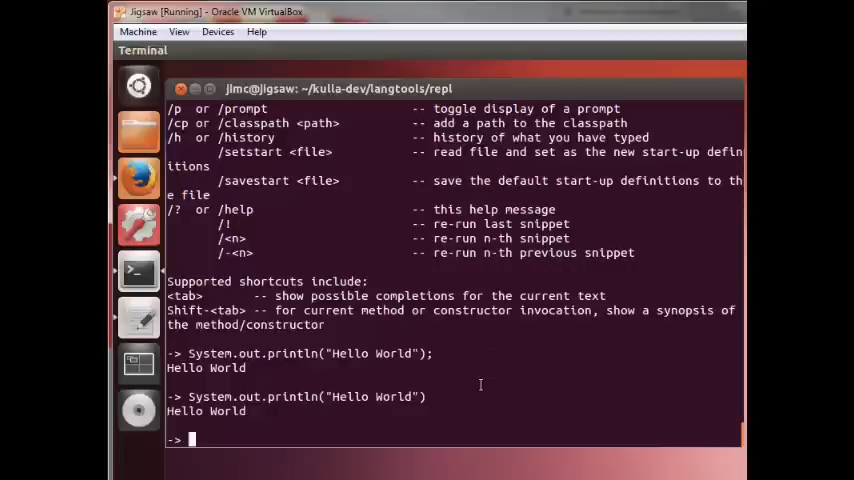 Jigsaw [Running] - Oracle VM VirtualBox
Machine View Devices Help
Terminal
jimc@jigsaw: ~/kulla-dev/langtools/repl
/p or /prompt -- toggle display of a prompt
/cp or /classpath <path> -- add a path to the classpath
/h or /history -- history of what you have typed
/setstart <file> -- read file and set as the new start-up defin
itions
/savestart <file> -- save the default start-up definitions to th
e file
/? or /help -- this help message
/! -- re-run last snippet
/<n> -- re-run n-th snippet
/-<n> -- re-run n-th previous snippet
Supported shortcuts include:
<tab> -- show possible completions for the current text
Shift-<tab> -- for current method or constructor invocation, show a synopsis of
the method/constructor
-> System.out.println("Hello World");
Hello World
-> System.out.println("Hello World")
Hello World
->